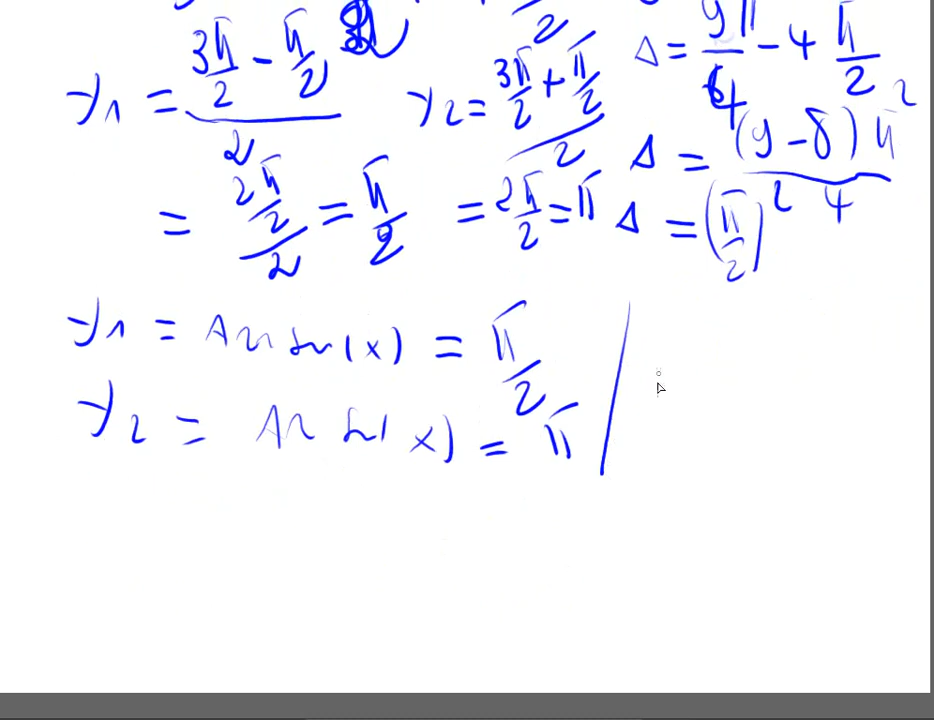 y1 = (3π/2 - π/2)/2
y2 = (3π/2 + π/2)/2
Δ = 9π²/4 - 4 π²/2
= (2π/2)/2 = π/2
= 2π/2 = π
Δ = (9-8)π²/4
Δ = (π/2)²
y1 = Arcsin(x) = π/2
y2 = Arcsin(x) = π